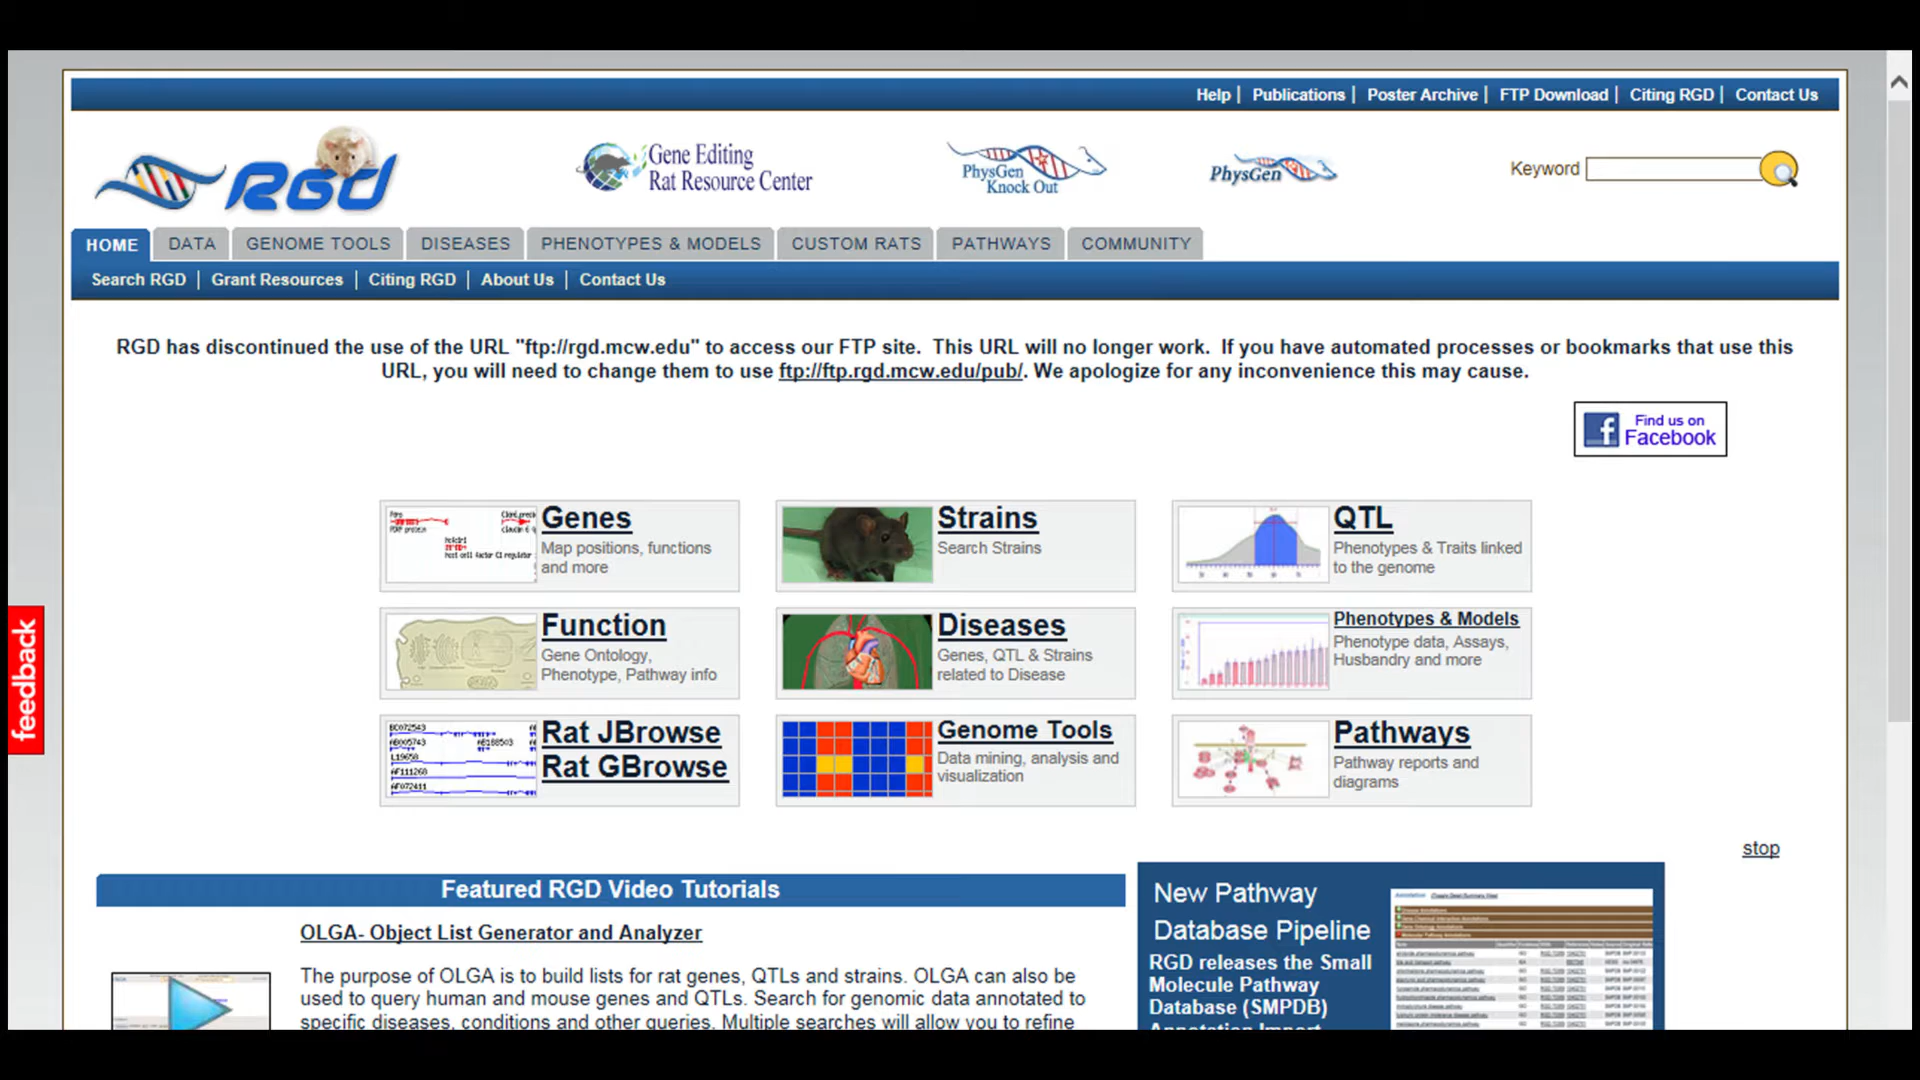 Help | Publications | Poster Archive | FTP Download | Citing RGD | Contact Us
RGD
Gene Editing
Rat Resource Center
PhysGen
Knock Out
PhysGen
Keyword
HOME DATA GENOME TOOLS DISEASES PHENOTYPES & MODELS CUSTOM RATS PATHWAYS COMMUNITY
Search RGD | Grant Resources | Citing RGD | About Us | Contact Us
RGD has discontinued the use of the URL "ftp://rgd.mcw.edu" to access our FTP site. This URL will no longer work. If you have automated processes or bookmarks that use this
URL, you will need to change them to use ftp://ftp.rgd.mcw.edu/pub/. We apologize for any inconvenience this may cause.
Find us on
Facebook
Genes
Map positions, functions
and more
Strains
Search Strains
QTL
Phenotypes & Traits linked
to the genome
feedback
Function
Gene Ontology,
Phenotype, Pathway info
Diseases
Genes, QTL & Strains
related to Disease
Phenotypes & Models
Phenotype data, Assays,
Husbandry and more
BC072543
AB005743 AB188503
L19658
AF111268
AF072411
Rat JBrowse
Rat GBrowse
Genome Tools
Data mining, analysis and
visualization
Pathways
Pathway reports and
diagrams
stop
Featured RGD Video Tutorials
OLGA- Object List Generator and Analyzer
The purpose of OLGA is to build lists for rat genes, QTLs and strains. OLGA can also be
used to query human and mouse genes and QTLs. Search for genomic data annotated to
specific diseases, conditions and other queries. Multiple searches will allow you to refine
New Pathway
Database Pipeline
RGD releases the Small
Molecule Pathway
Database (SMPDB)
Annotation Import